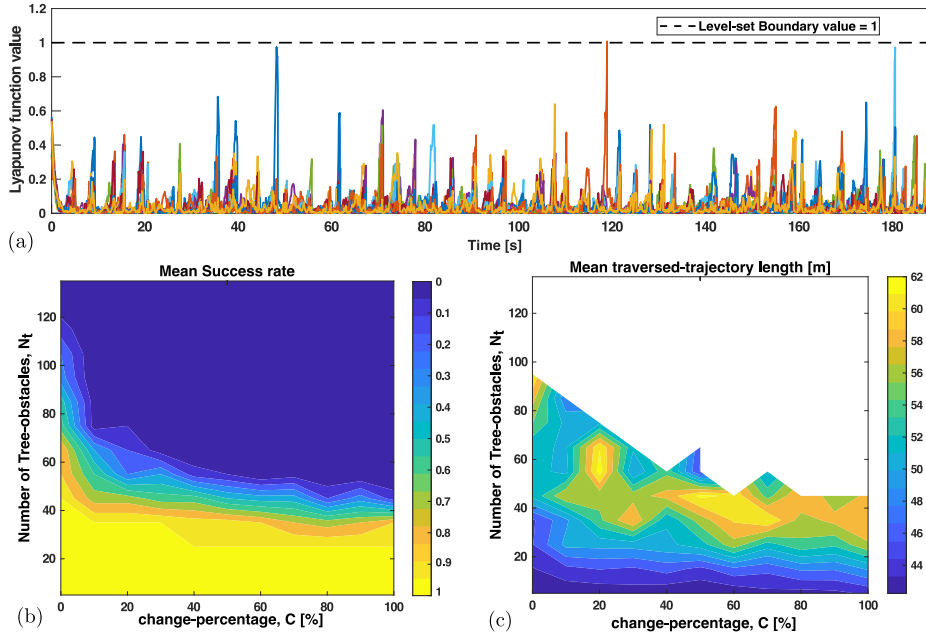 1.2
1
0.8
0.6
0.4
0.2
0
Lyapunov function value
Level-set Boundary value = 1
0 20 40 60 80 100 120 140 160 180
Time [s]
(a)
Mean Success rate
120
100
80
60
40
20
Number of Tree-obstacles, Nt
0 20 40 60 80 100
change-percentage, C [%]
0
0.1
0.2
0.3
0.4
0.5
0.6
0.7
0.8
0.9
1
(b)
Mean traversed-trajectory length [m]
120
100
80
60
40
20
Number of Tree-obstacles, Nt
0 20 40 60 80 100
change-percentage, C [%]
62
60
58
56
54
52
50
48
46
44
(c)